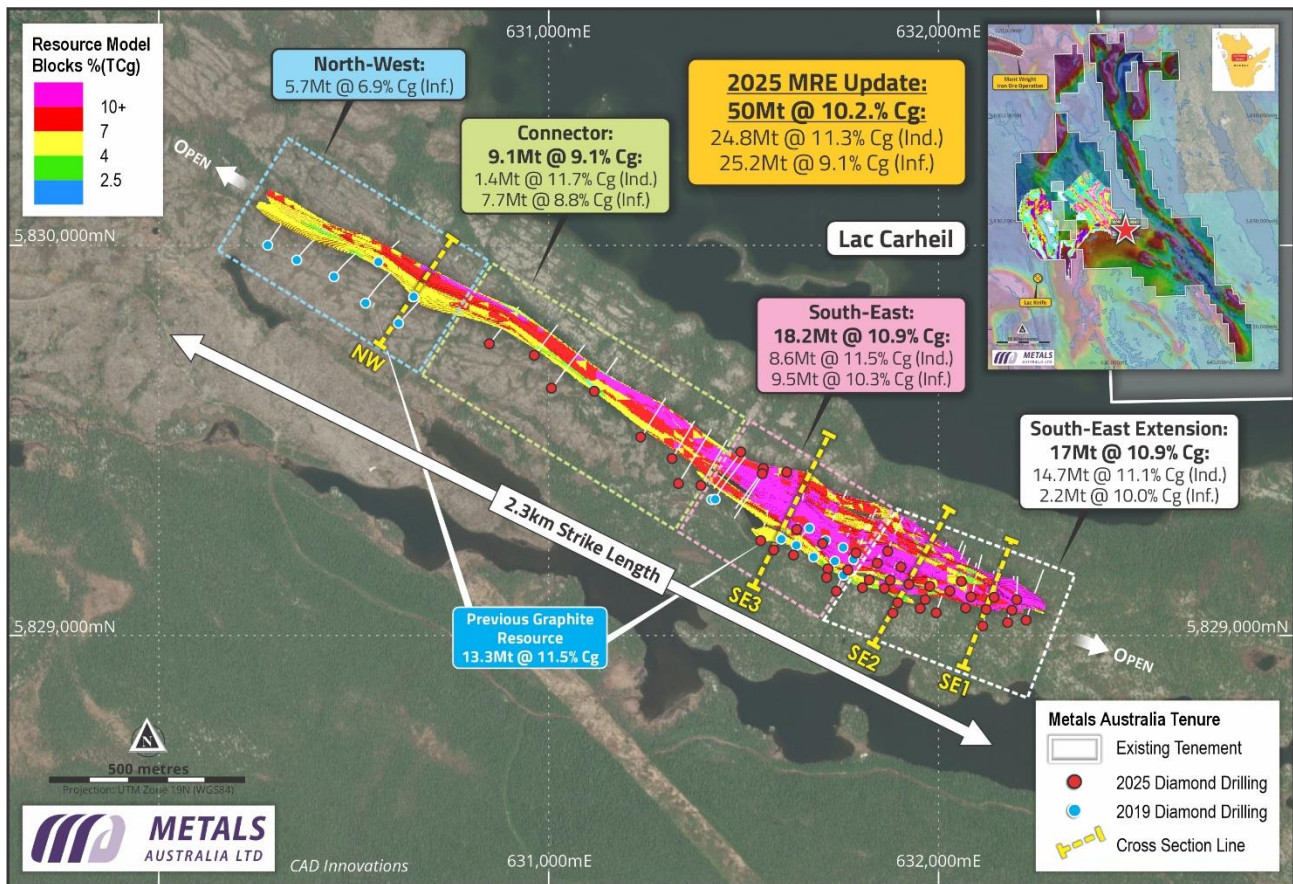 Resource Model
Blocks %(TCg)
10+
7
4
2.5
631,000mE
632,000mE
North-West:
5.7Mt @ 6.9% Cg (Inf.)
Connector:
9.1Mt @ 9.1% Cg:
1.4Mt @ 11.7% Cg (Ind.)
7.7Mt @ 8.8% Cg (Inf.)
2025 MRE Update:
50Mt @ 10.2.% Cg:
24.8Mt @ 11.3% Cg (Ind.)
25.2Mt @ 9.1% Cg (Inf.)
Mont Wright
Iron Ore Operation
Lac Knife
METALS
AUSTRALIA LTD
OPEN
5,830,000mN
Lac Carheil
South-East:
18.2Mt @ 10.9% Cg:
8.6Mt @ 11.5% Cg (Ind.)
9.5Mt @ 10.3% Cg (Inf.)
South-East Extension:
17Mt @ 10.9% Cg:
14.7Mt @ 11.1% Cg (Ind.)
2.2Mt @ 10.0% Cg (Inf.)
NW
2.3km Strike Length
SE3
SE2
SE1
OPEN
Previous Graphite
Resource
13.3Mt @ 11.5% Cg
5,829,000mN
5,829,000mN
N
500 metres
Projection: UTM Zone 19N (WGS84)
METALS
AUSTRALIA LTD
CAD Innovations
631,000mE
632,000mE
Metals Australia Tenure
Existing Tenement
2025 Diamond Drilling
2019 Diamond Drilling
Cross Section Line